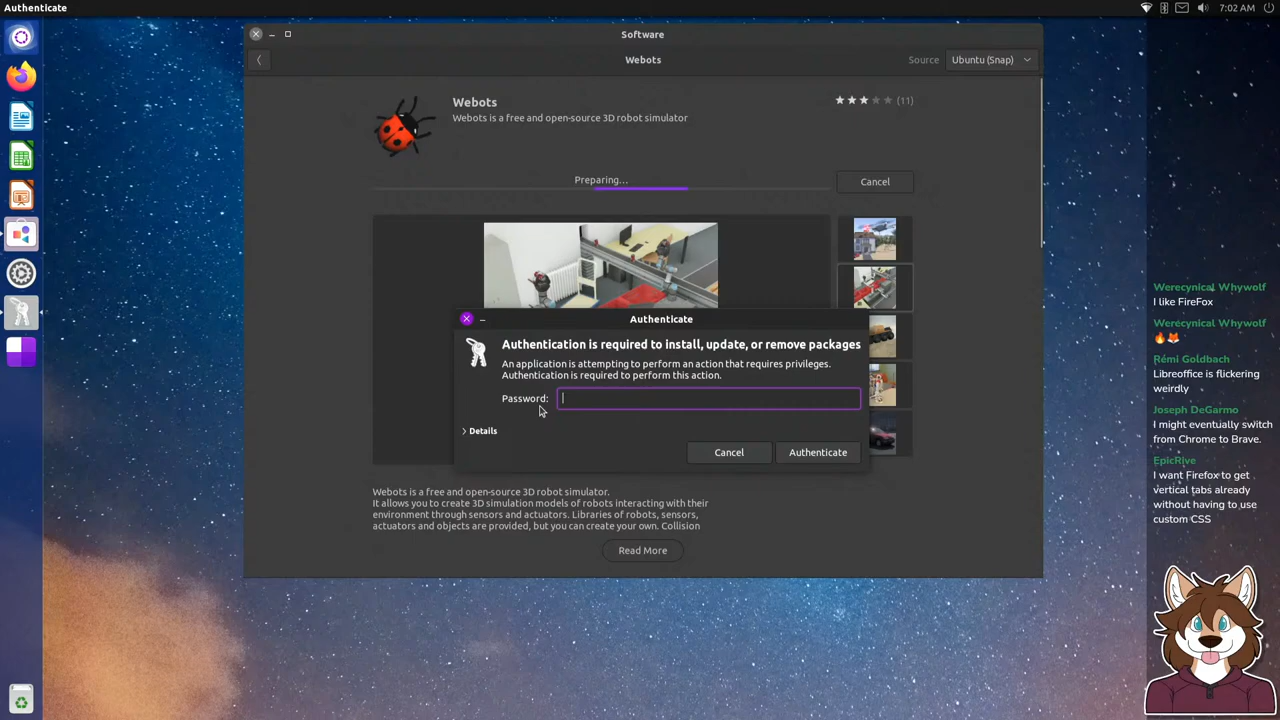 Authenticate
7:02 AM
Software
Webots
Source
Ubuntu (Snap)
Webots
Webots is a free and open-source 3D robot simulator
(11)
Preparing…
Cancel
Authenticate
Authentication is required to install, update, or remove packages
An application is attempting to perform an action that requires privileges.
Authentication is required to perform this action.
Password:
Details
Cancel
Authenticate
Webots is a free and open-source 3D robot simulator.
It allows you to create 3D simulation models of robots interacting with their
environment through sensors and actuators. Libraries of robots, sensors,
actuators and objects are provided, but you can create your own. Collision
Read More
Werecynical Whywolf
I like FireFox
Werecynical Whywolf
🔥🦊
Rémi Goldbach
Libreoffice is flickering
weirdly
Joseph DeGarmo
I might eventually switch
from Chrome to Brave.
EpicRive
I want Firefox to get
vertical tabs already
without having to use
custom CSS